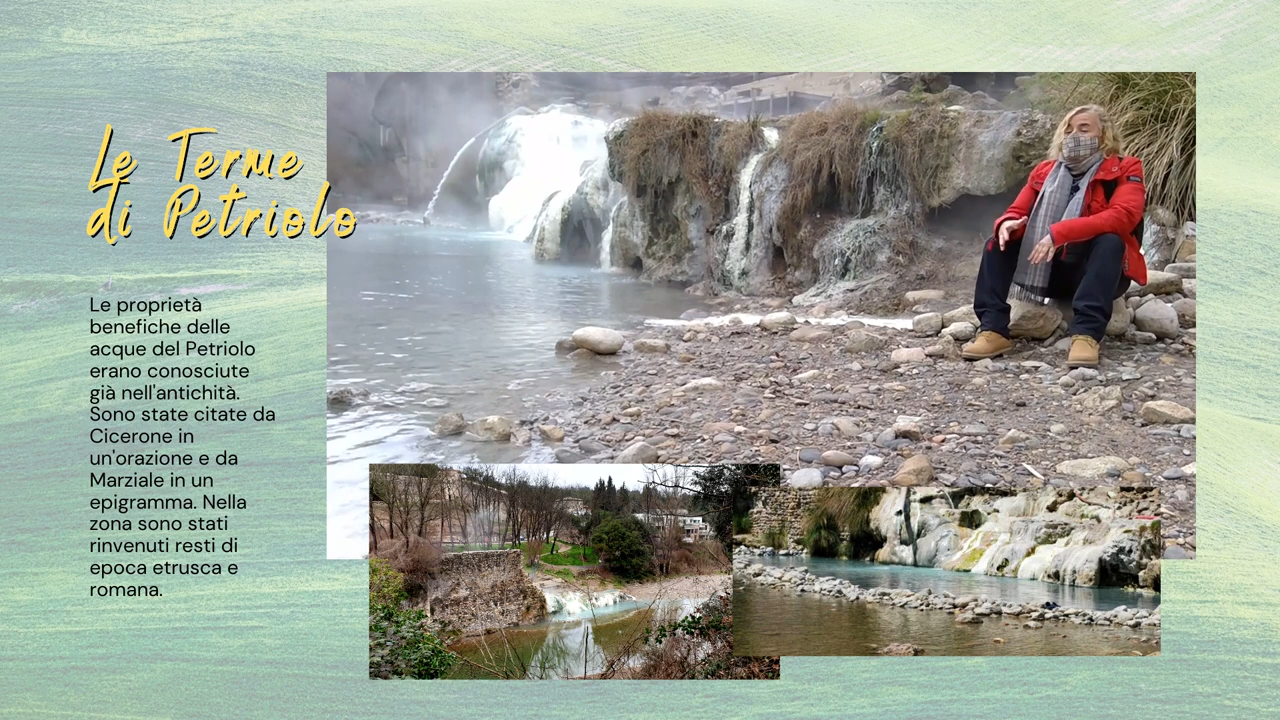 Le Terme
di Petriolo
Le proprietà
benefiche delle
acque del Petriolo
erano conosciute
già nell'antichità.
Sono state citate da
Cicerone in
un'orazione e da
Marziale in un
epigramma. Nella
zona sono stati
rinvenuti resti di
epoca etrusca e
romana.